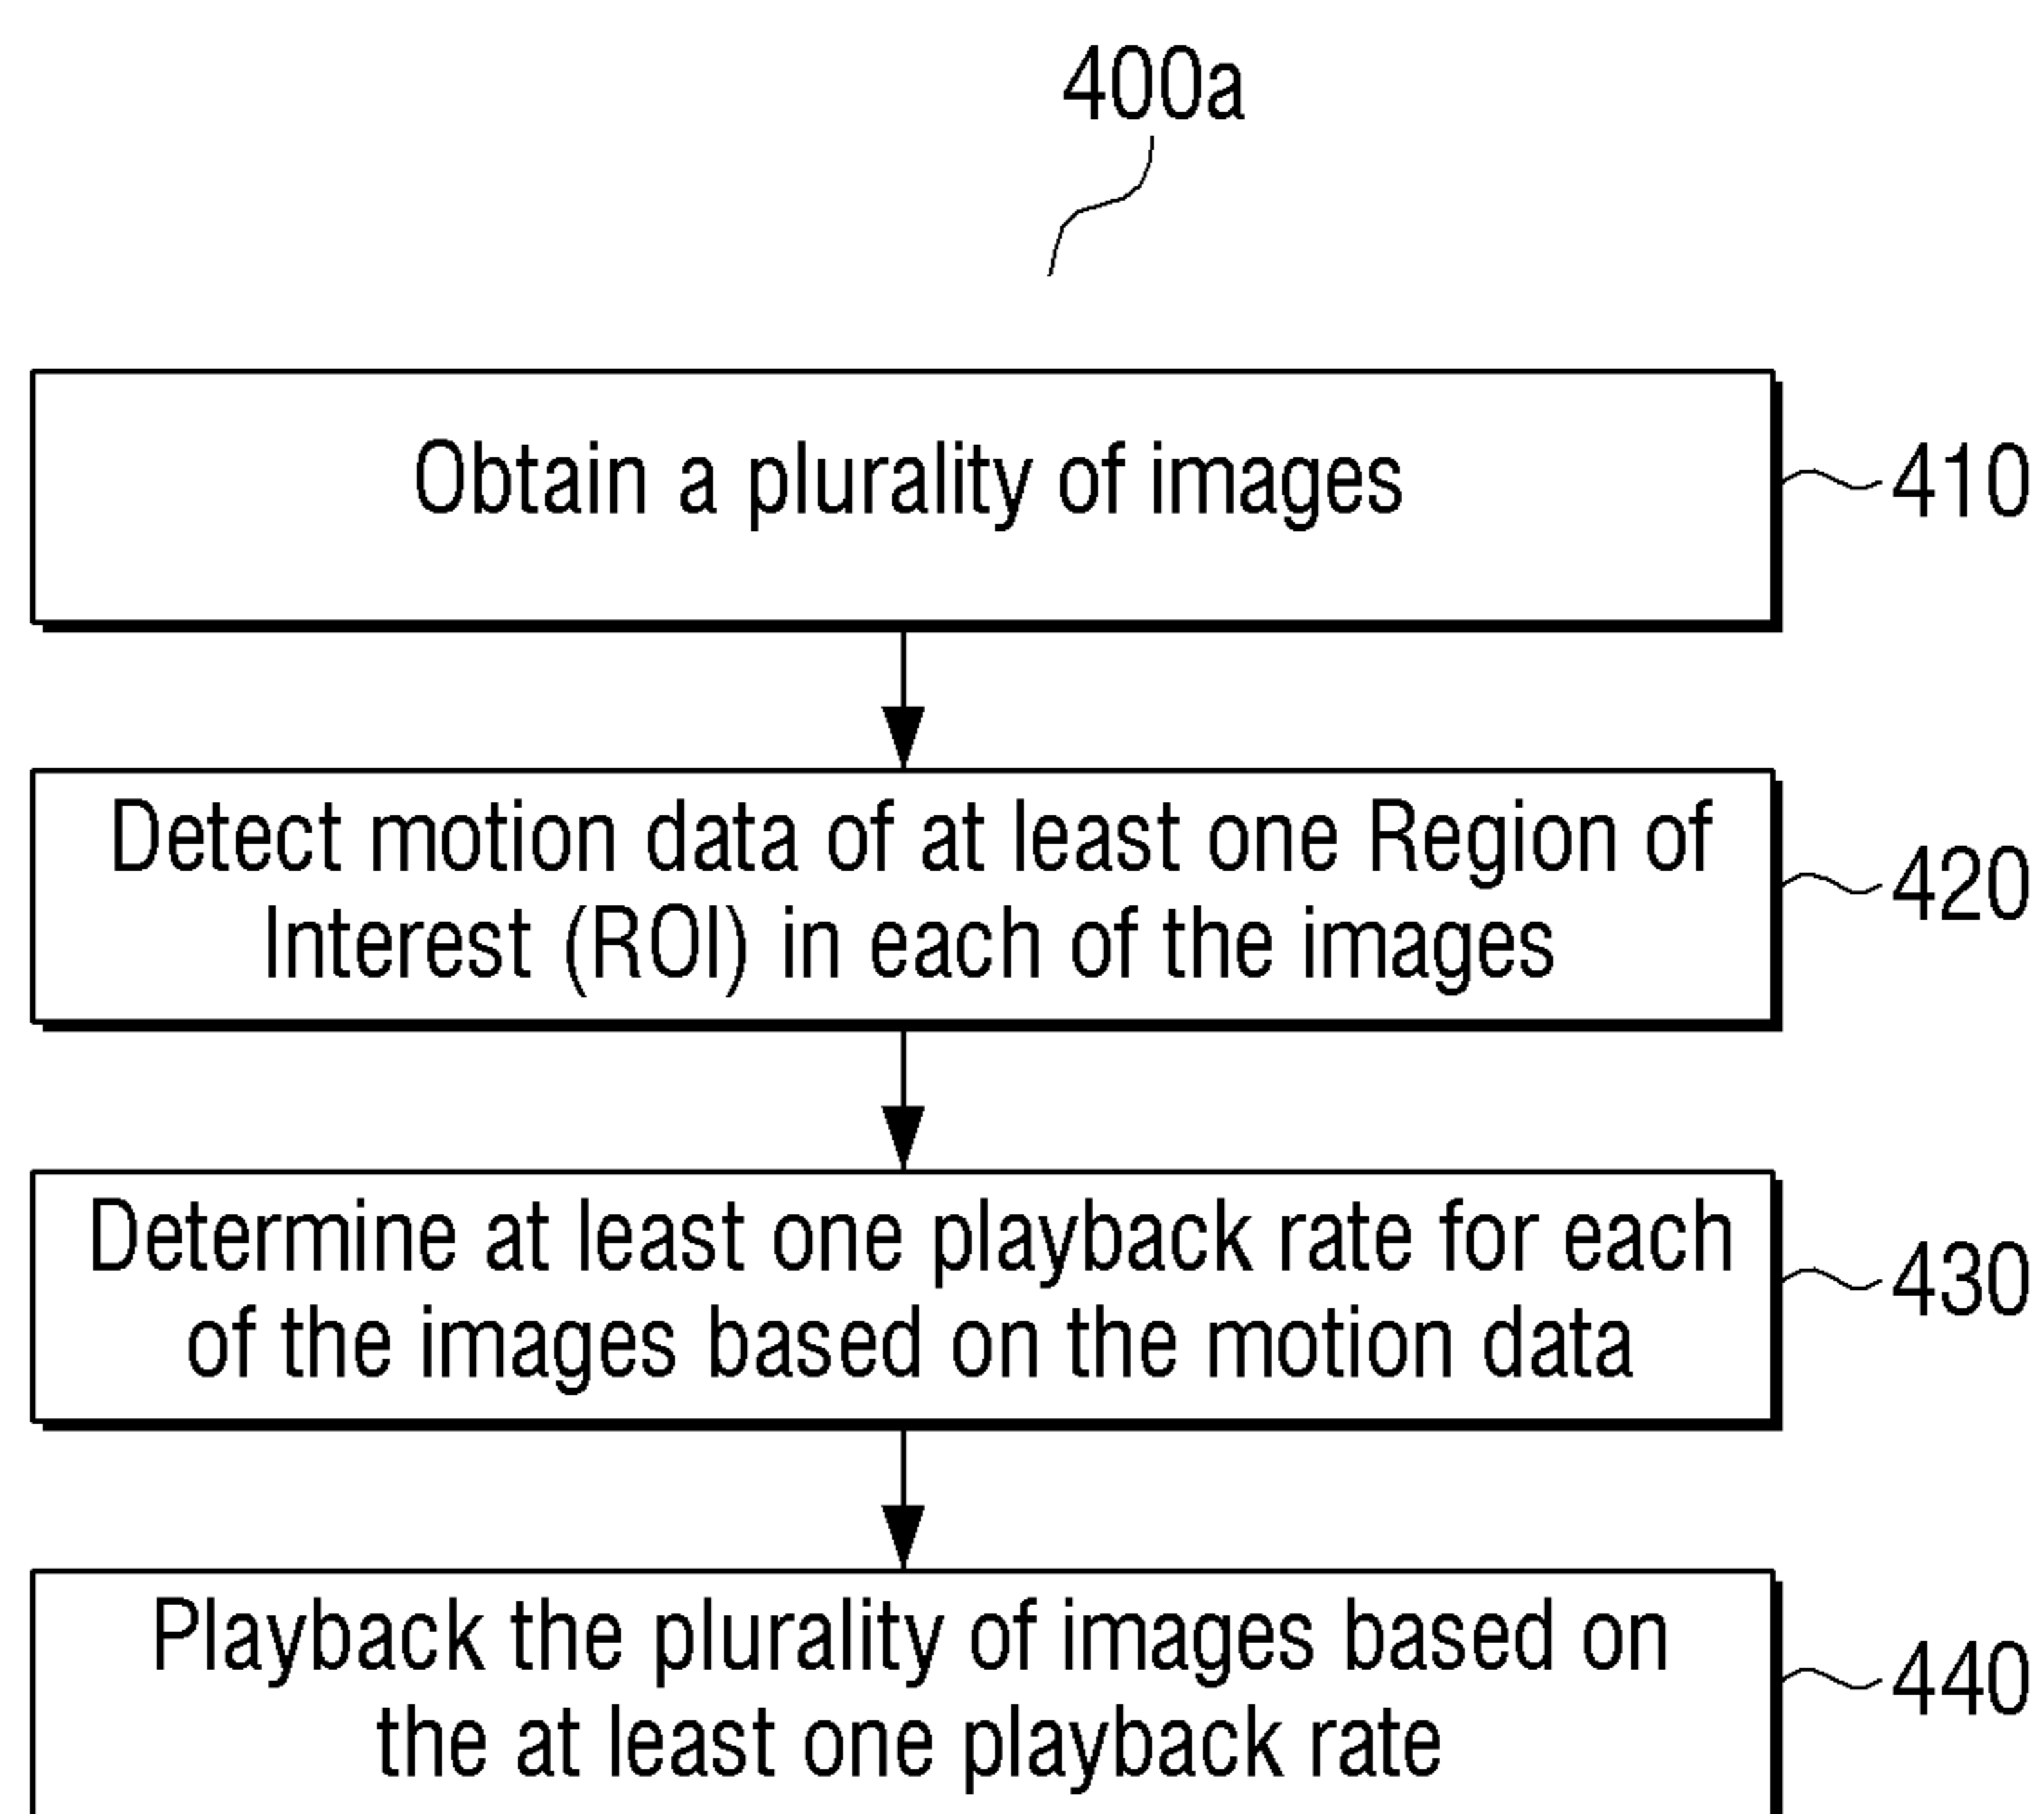 400a
Obtain a plurality of images
410
Detect motion data of at least one Region of
Interest (ROI) in each of the images
420
Determine at least one playback rate for each
of the images based on the motion data
430
Playback the plurality of images based on
the at least one playback rate
440